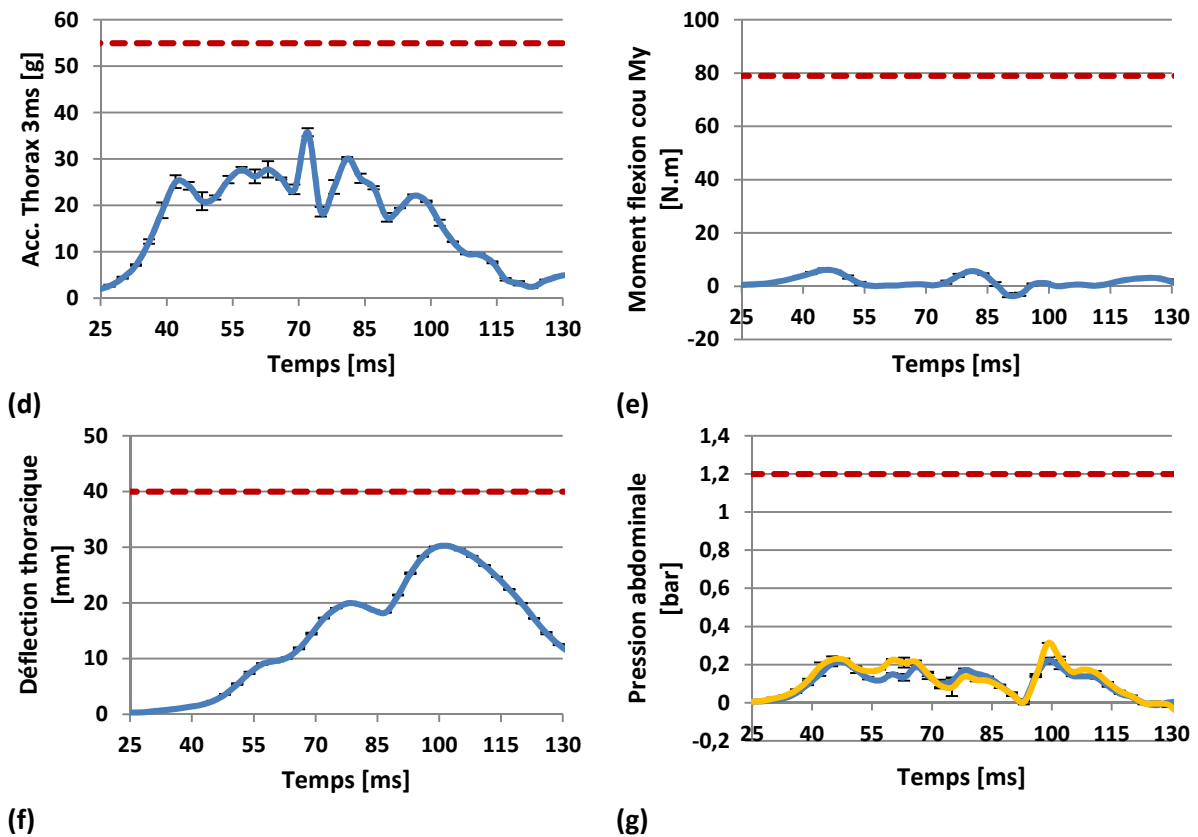 60
50
40
30
20
10
0
Acc. Thorax 3ms [g]
25 40 55 70 85 100 115 130
Temps [ms]
(d)
100
80
60
40
20
0
-20
Moment flexion cou My
[N.m]
25 40 55 70 85 100 115 130
Temps [ms]
(e)
50
40
30
20
10
0
Déflection thoracique
[mm]
25 40 55 70 85 100 115 130
Temps [ms]
(f)
1,4
1,2
1
0,8
0,6
0,4
0,2
0
-0,2
Pression abdominale
[bar]
25 40 55 70 85 100 115 130
Temps [ms]
(g)